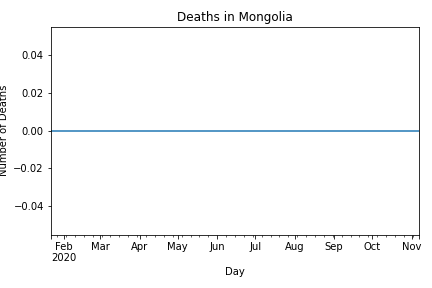 Deaths in Mongolia
0.04
0.02
0.00
−0.02
−0.04
Number of Deaths
Feb Mar Apr May Jun Jul Aug Sep Oct Nov
2020
Day